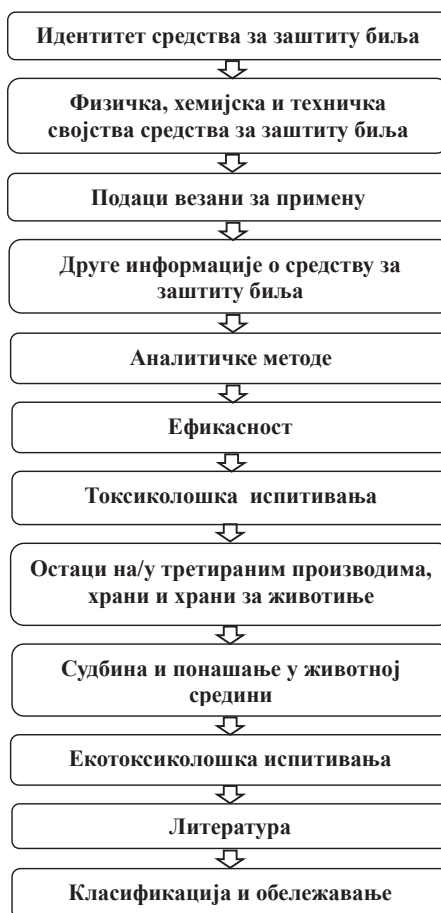 Идентитет средства за заштиту биља
Физичка, хемијска и техничка
својства средства за заштиту биља
Подаци везани за примену
Друге информације о средству за
заштиту биља
Аналитичке методе
Ефикасност
Токсиколошка испитивања
Остаци на/у третираним производима,
храни и храни за животиње
Судбина и понашање у животној
средини
Екотоксиколошка испитивања
Литература
Класификација и обележавање